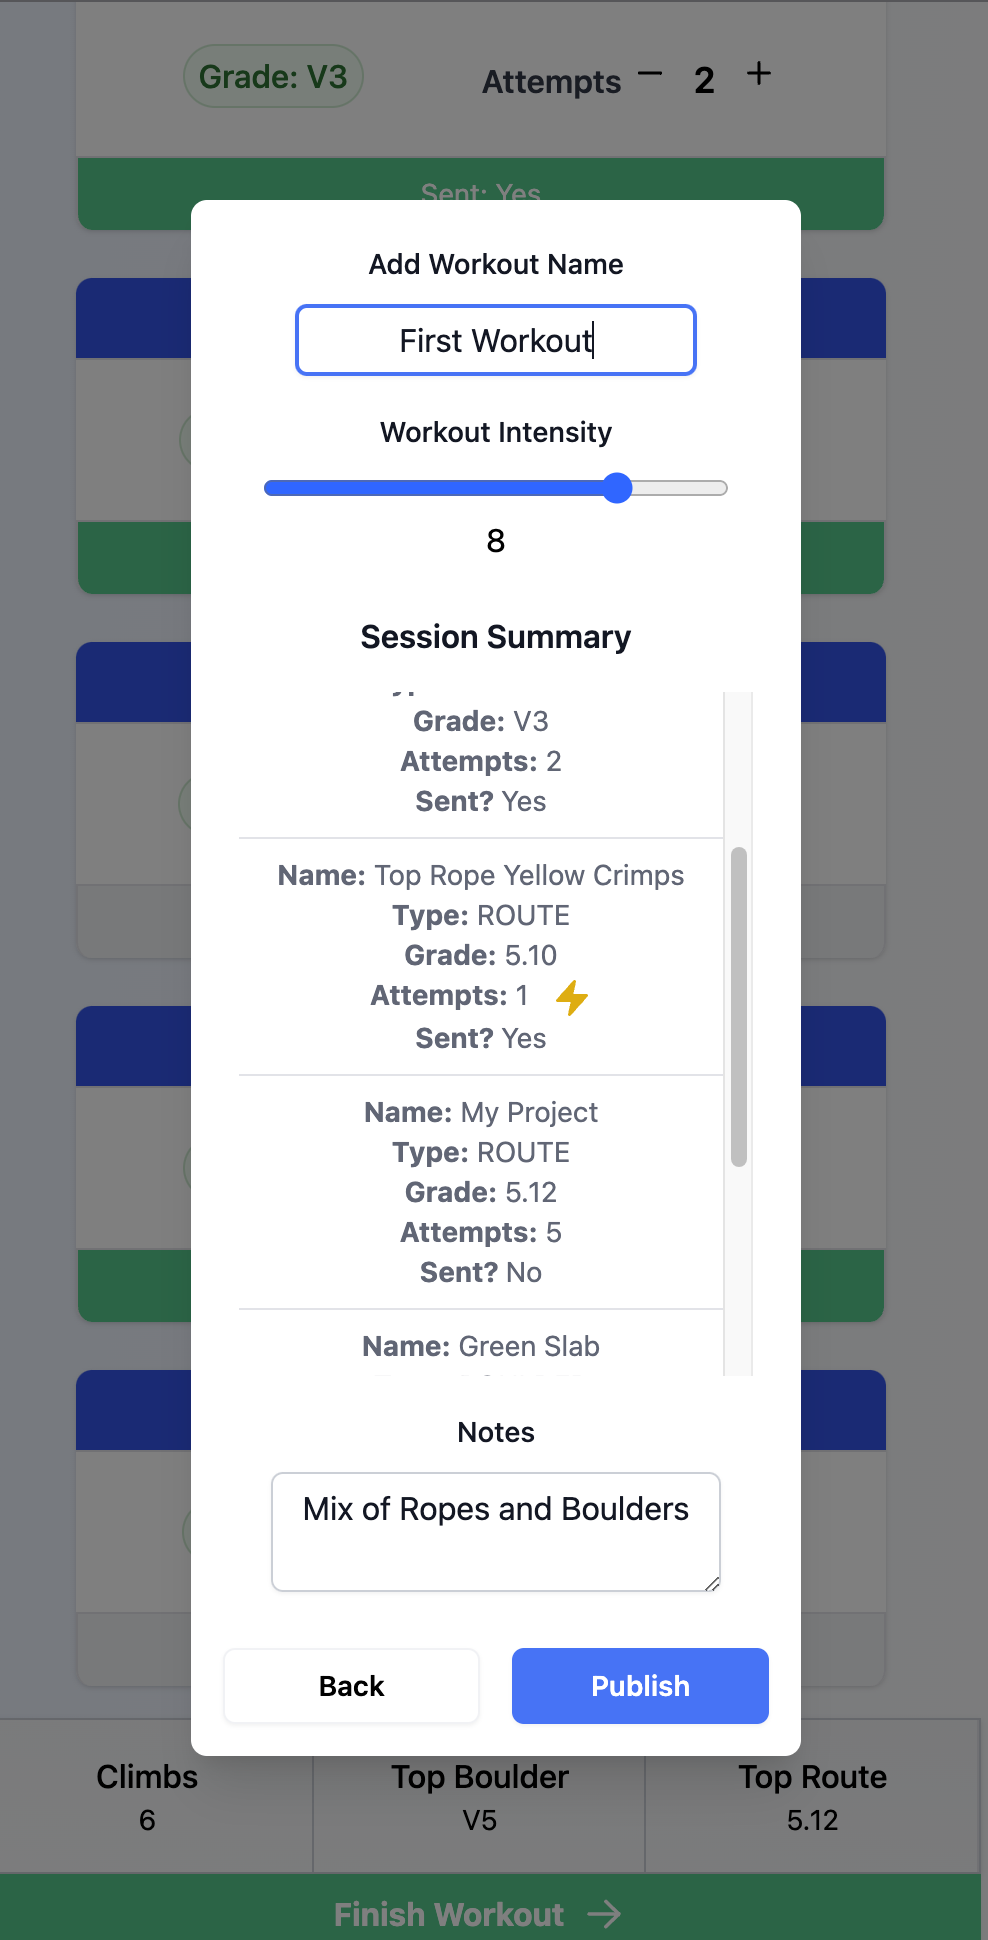 Grade: V3
Attempts − 2 +
Sent: Yes
Add Workout Name
First Workout
Workout Intensity
8
Session Summary
Grade: V3
Attempts: 2
Sent? Yes
Name: Top Rope Yellow Crimps
Type: ROUTE
Grade: 5.10
Attempts: 1
Sent? Yes
Name: My Project
Type: ROUTE
Grade: 5.12
Attempts: 5
Sent? No
Name: Green Slab
Notes
Mix of Ropes and Boulders
Back
Publish
Climbs
6
Top Boulder
V5
Top Route
5.12
Finish Workout →